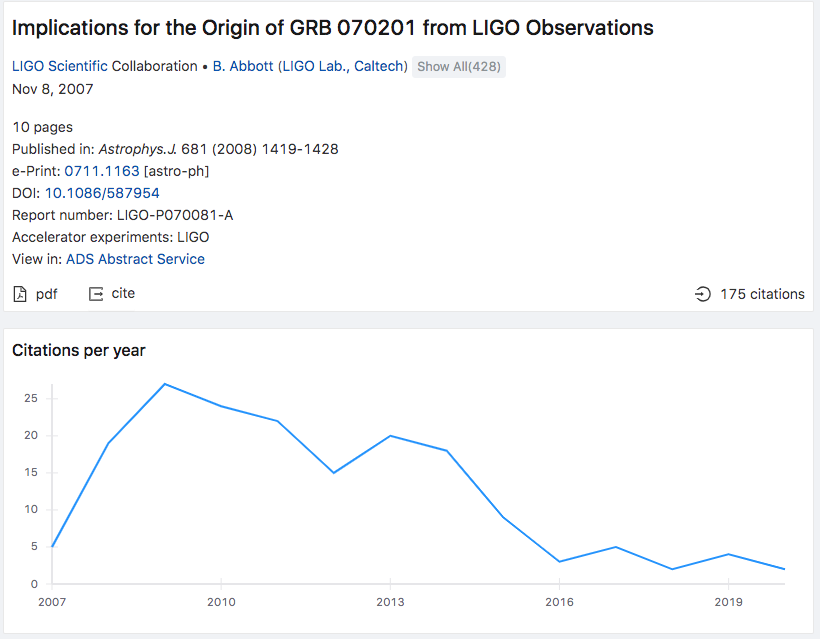 Implications for the Origin of GRB 070201 from LIGO Observations
LIGO Scientific Collaboration • B. Abbott (LIGO Lab., Caltech) Show All(428)
Nov 8, 2007
10 pages
Published in: Astrophys.J. 681 (2008) 1419-1428
e-Print: 0711.1163 [astro-ph]
DOI: 10.1086/587954
Report number: LIGO-P070081-A
Accelerator experiments: LIGO
View in: ADS Abstract Service
pdf cite 175 citations
Citations per year
25
20
15
10
5
0
2007 2010 2013 2016 2019